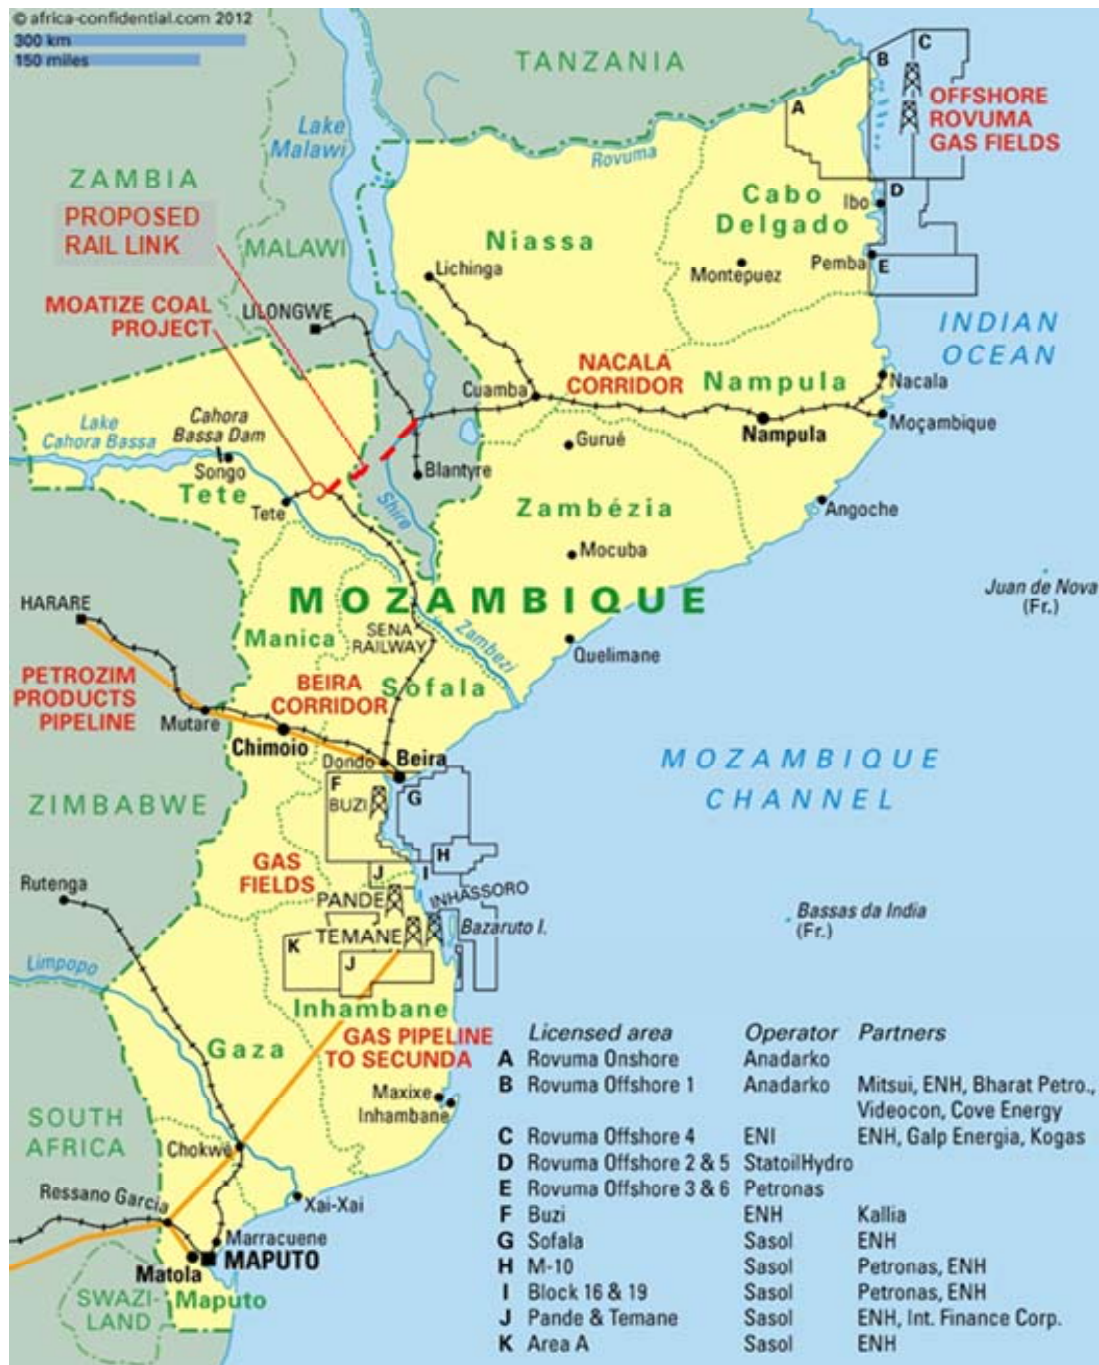 © africa-confidential.com 2012
300 km
150 miles
TANZANIA
C
B
A
OFFSHORE
ROVUMA
GAS FIELDS
Lake
Malawi
Rovuma
ZAMBIA
PROPOSED
RAIL LINK
MALAWI
Cabo
Delgado
D
Ibo
Niassa
Lichinga
Montepuez
Pemba
E
MOATIZE COAL
PROJECT
LILONGWE
INDIAN
OCEAN
NACALA
CORRIDOR
Cuamba
Nampula
Nacala
Moçambique
Lake
Cahora Bassa
Cahora
Bassa Dam
Songo
Nampula
Gurué
Blantyre
Tete
Tete
Shire
Zambézia
Angoche
Mocuba
Juan de Nova
(Fr.)
HARARE
MOZAMBIQUE
Manica
SENA
RAILWAY
Zambezi
Quelimane
PETROZIM
PRODUCTS
PIPELINE
BEIRA
CORRIDOR
Sofala
Mutare
Chimoio
Dondo
Beira
MOZAMBIQUE
CHANNEL
ZIMBABWE
F
BUZI
G
H
GAS
FIELDS
J
I
Rutenga
PANDE
INHASSORO
Bazaruto I.
TEMANE
K
J
Bassas da India
(Fr.)
Limpopo
Inhambane
Gaza
GAS PIPELINE
TO SECUNDA
Maxixe
Inhambane
SOUTH
AFRICA
Chokwé
Ressano Garcia
Xai-Xai
Marracuene
MAPUTO
Matola
SWAZI-
LAND
Maputo
Licensed area Operator Partners
A Rovuma Onshore Anadarko
B Rovuma Offshore 1 Anadarko Mitsui, ENH, Bharat Petro.,
Videocon, Cove Energy
C Rovuma Offshore 4 ENI ENH, Galp Energia, Kogas
D Rovuma Offshore 2 & 5 StatoilHydro
E Rovuma Offshore 3 & 6 Petronas
F Buzi ENH Kallia
G Sofala Sasol ENH
H M-10 Sasol Petronas, ENH
I Block 16 & 19 Sasol Petronas, ENH
J Pande & Temane Sasol ENH, Int. Finance Corp.
K Area A Sasol ENH